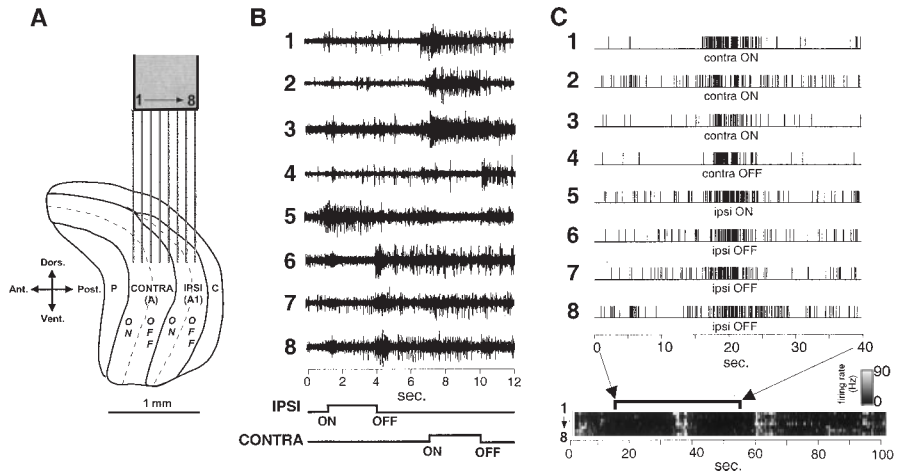 A
1 → 8
Dors.
Ant.
Post.
Vent.
P
CONTRA
(A)
IPSI
(A1)
C
ON
OFF
ON
OFF
1 mm
B
1
2
3
4
5
6
7
8
0 2 4 6 8 10 12
sec.
IPSI
ON OFF
CONTRA
ON OFF
C
1
contra ON
2
contra ON
3
contra ON
4
contra OFF
5
ipsi ON
6
ipsi OFF
7
ipsi OFF
8
ipsi OFF
0 10 20 30 40
sec.
firing rate
(Hz)
90
0
1
8
0 20 40 60 80 100
sec.